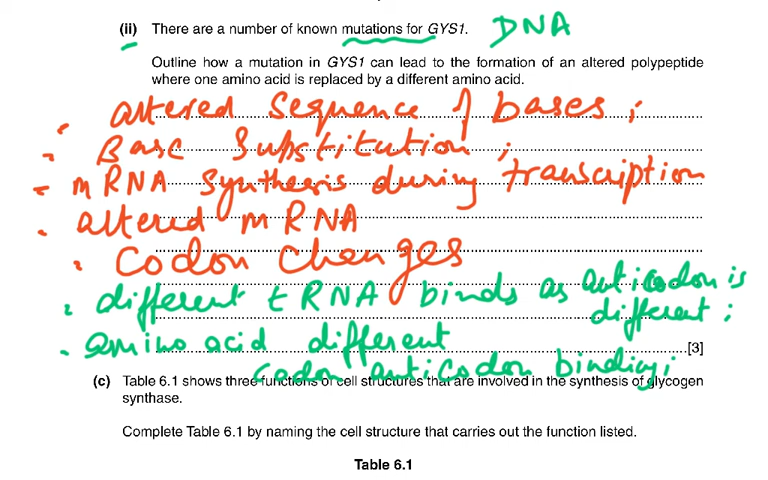 (ii) There are a number of known mutations for GYS1. DNA
Outline how a mutation in GYS1 can lead to the formation of an altered polypeptide
where one amino acid is replaced by a different amino acid.
- altered sequence of bases ;
- Base substitution ;
- mRNA synthesis during transcription
- altered mRNA
- Codon changes
- different tRNA binds as anticodon is
different ;
- amino acid different [3]
codon anticodon binding ;
(c) Table 6.1 shows three functions of cell structures that are involved in the synthesis of glycogen
synthase.
Complete Table 6.1 by naming the cell structure that carries out the function listed.
Table 6.1